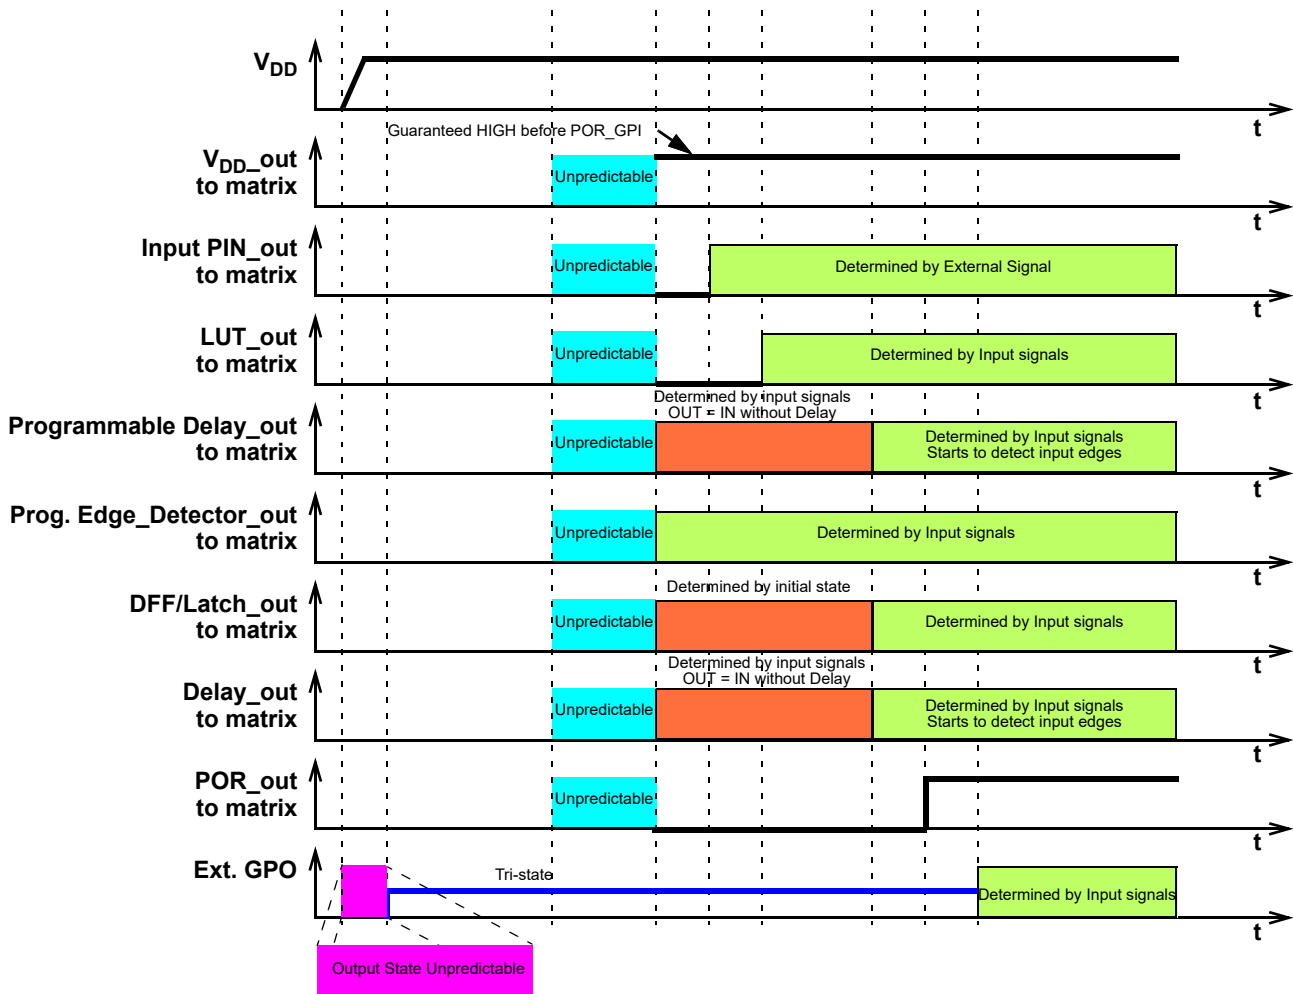 V_DD
t
Guaranteed HIGH before POR_GPI
V_DD_out
to matrix
Unpredictable
t
Input PIN_out
to matrix
Unpredictable
Determined by External Signal
t
LUT_out
to matrix
Unpredictable
Determined by Input signals
t
Determined by input signals
OUT = IN without Delay
Programmable Delay_out
to matrix
Unpredictable
Determined by Input signals
Starts to detect input edges
t
Prog. Edge_Detector_out
to matrix
Unpredictable
Determined by Input signals
t
Determined by initial state
DFF/Latch_out
to matrix
Unpredictable
Determined by Input signals
t
Determined by input signals
OUT = IN without Delay
Delay_out
to matrix
Unpredictable
Determined by Input signals
Starts to detect input edges
t
POR_out
to matrix
Unpredictable
t
Ext. GPO
Tri-state
Determined by Input signals
t
Output State Unpredictable